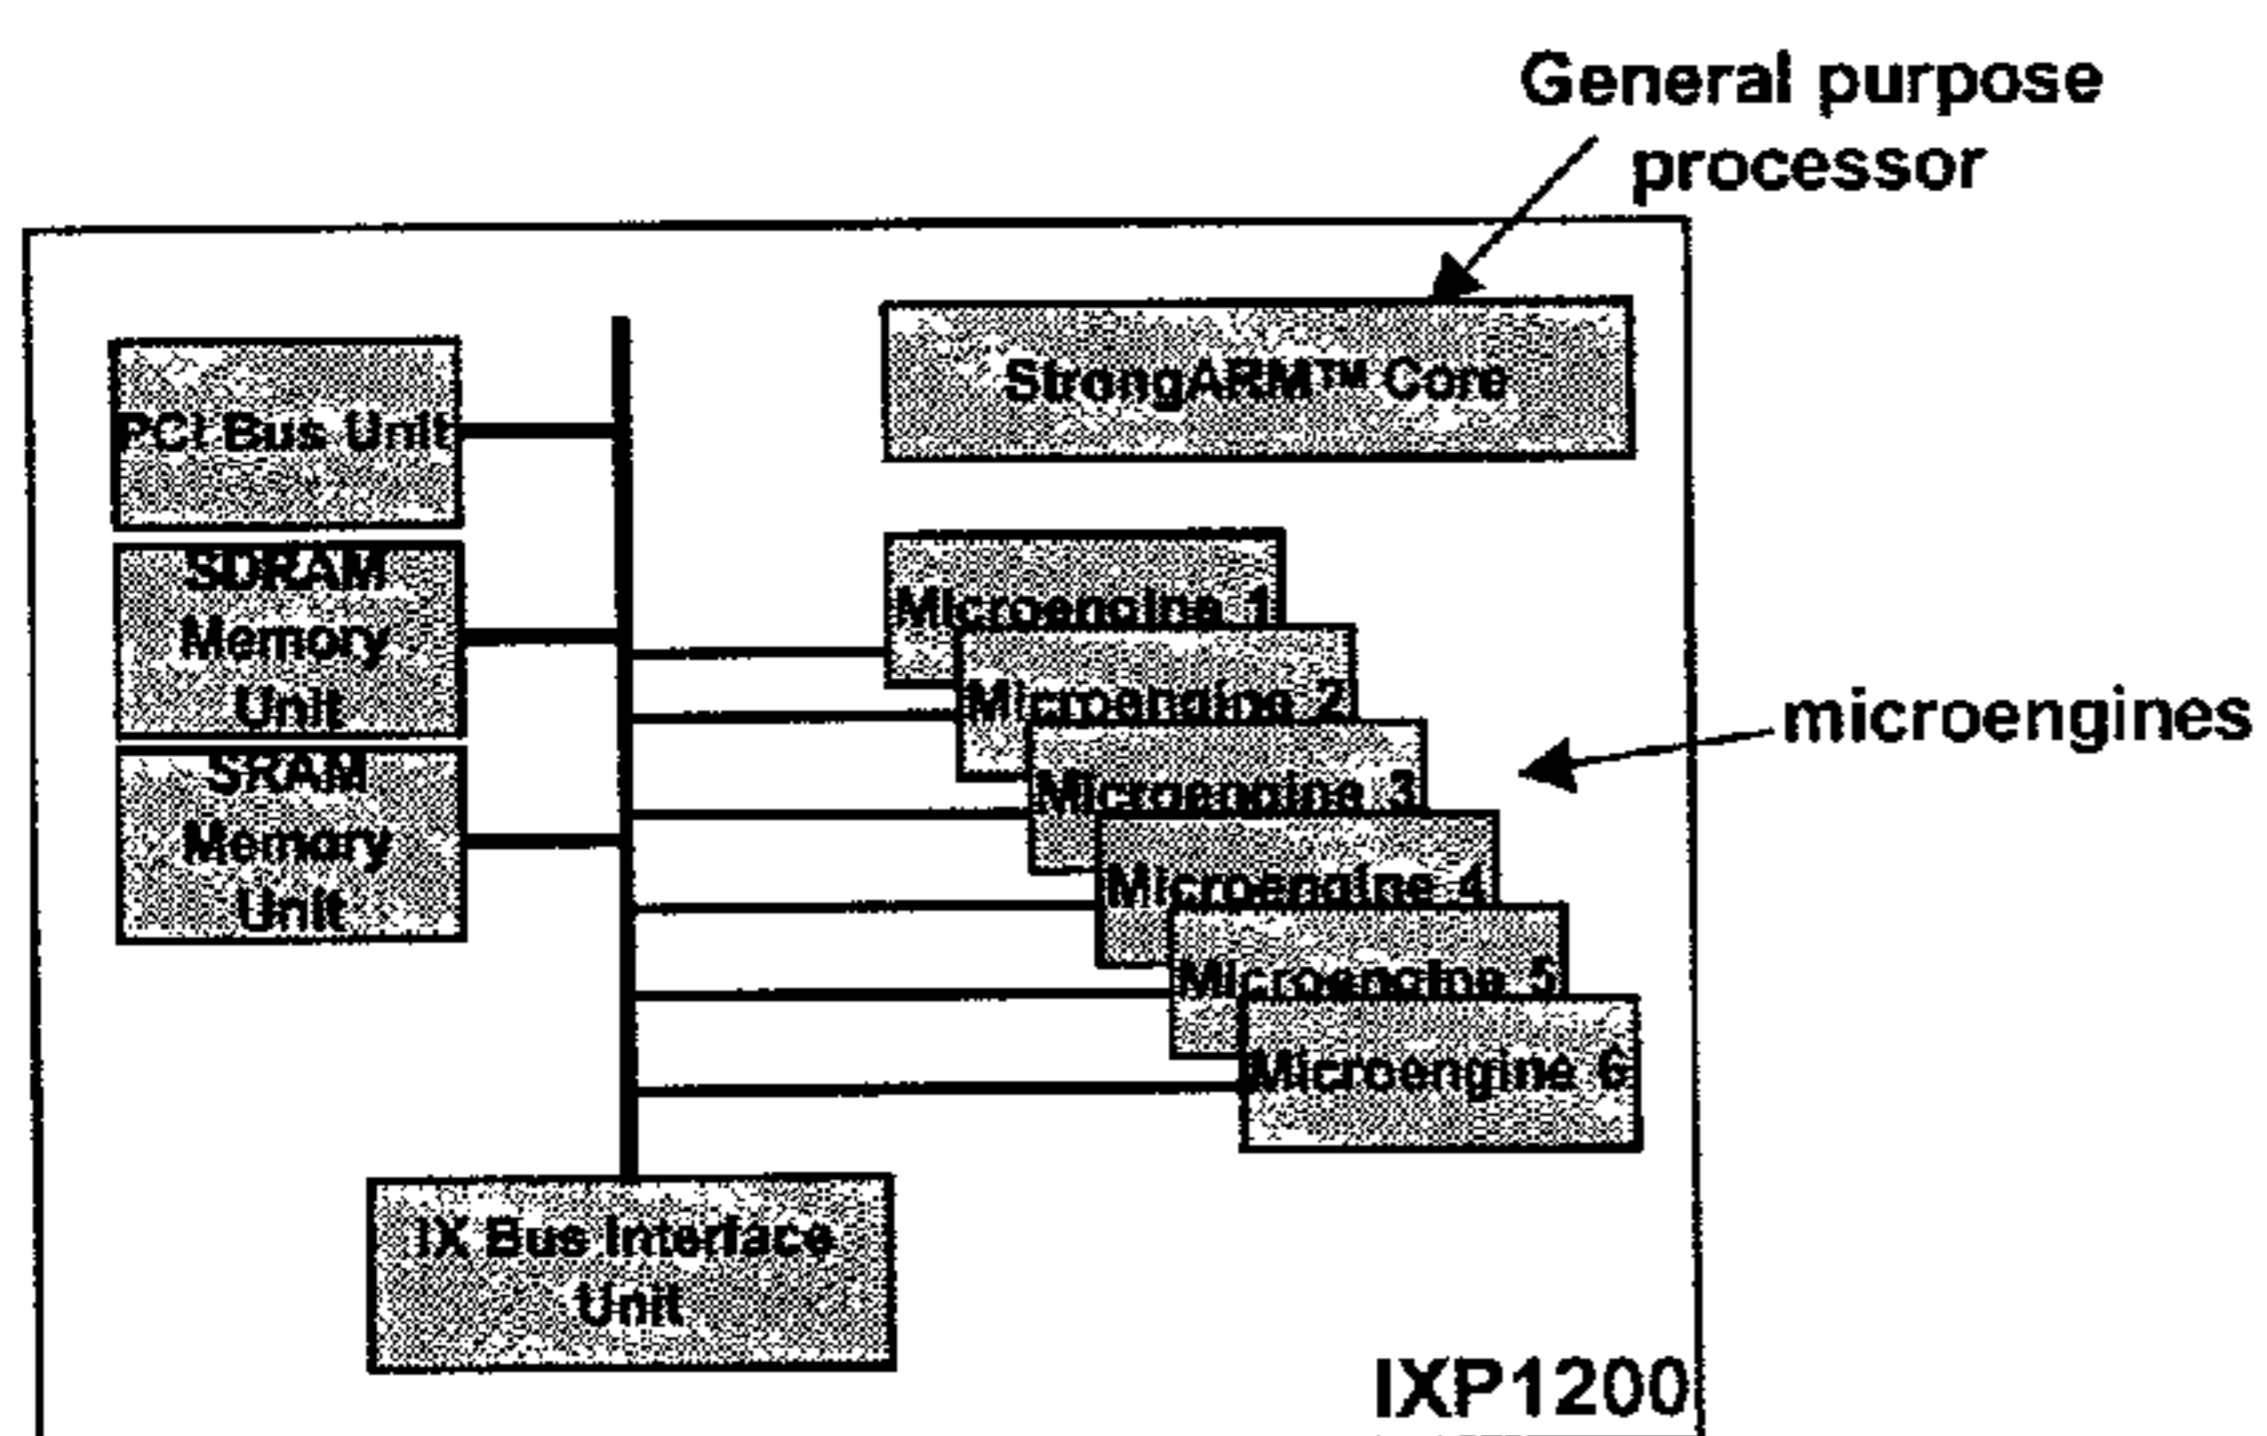 General purpose
processor
StrongARM™ Core
PCI Bus Unit
SDRAM
Memory
Unit
SRAM
Memory
Unit
Microengine 1
Microengine 2
Microengine 3
Microengine 4
Microengine 5
Microengine 6
microengines
IX Bus Interface
Unit
IXP1200